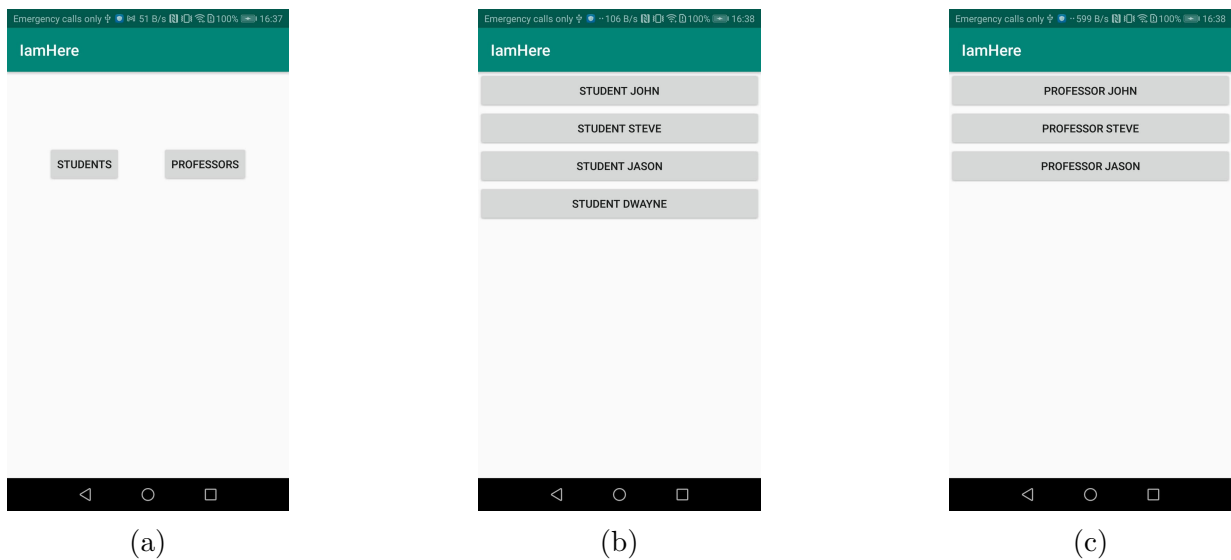 Emergency calls only 51 B/s 100% 16:37
IamHere
STUDENTS PROFESSORS
(a)
Emergency calls only 106 B/s 100% 16:38
IamHere
STUDENT JOHN
STUDENT STEVE
STUDENT JASON
STUDENT DWAYNE
(b)
Emergency calls only 599 B/s 100% 16:38
IamHere
PROFESSOR JOHN
PROFESSOR STEVE
PROFESSOR JASON
(c)